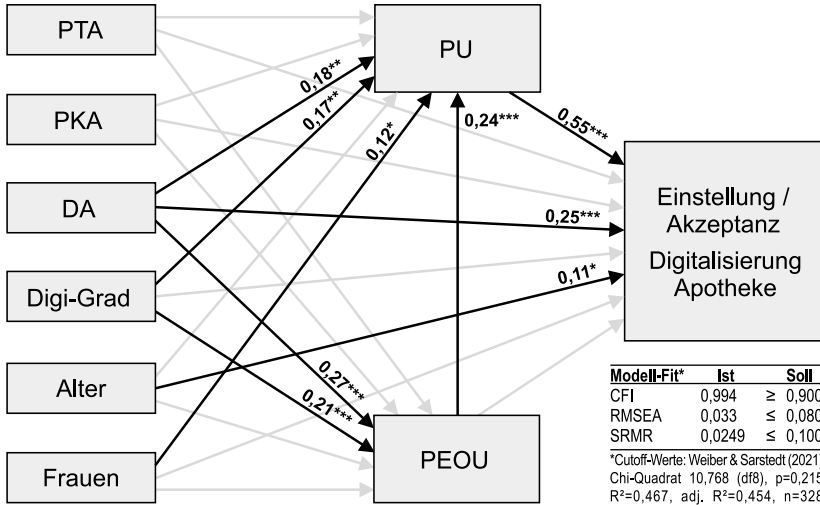 PTA
PKA
DA
Digi-Grad
Alter
Frauen
PU
PEOU
0,18**
0,17**
0,12*
0,24***
0,55***
0,25***
0,11*
0,27***
0,21***
Einstellung /
Akzeptanz
Digitalisierung
Apotheke
Modell-Fit* Ist Soll
CFI 0,994 ≥ 0,900
RMSEA 0,033 ≤ 0,080
SRMR 0,0249 ≤ 0,100
*Cutoff-Werte: Weiber & Sarstedt (2021)
Chi-Quadrat 10,768 (df8), p=0,215
R²=0,467, adj. R²=0,454, n=328